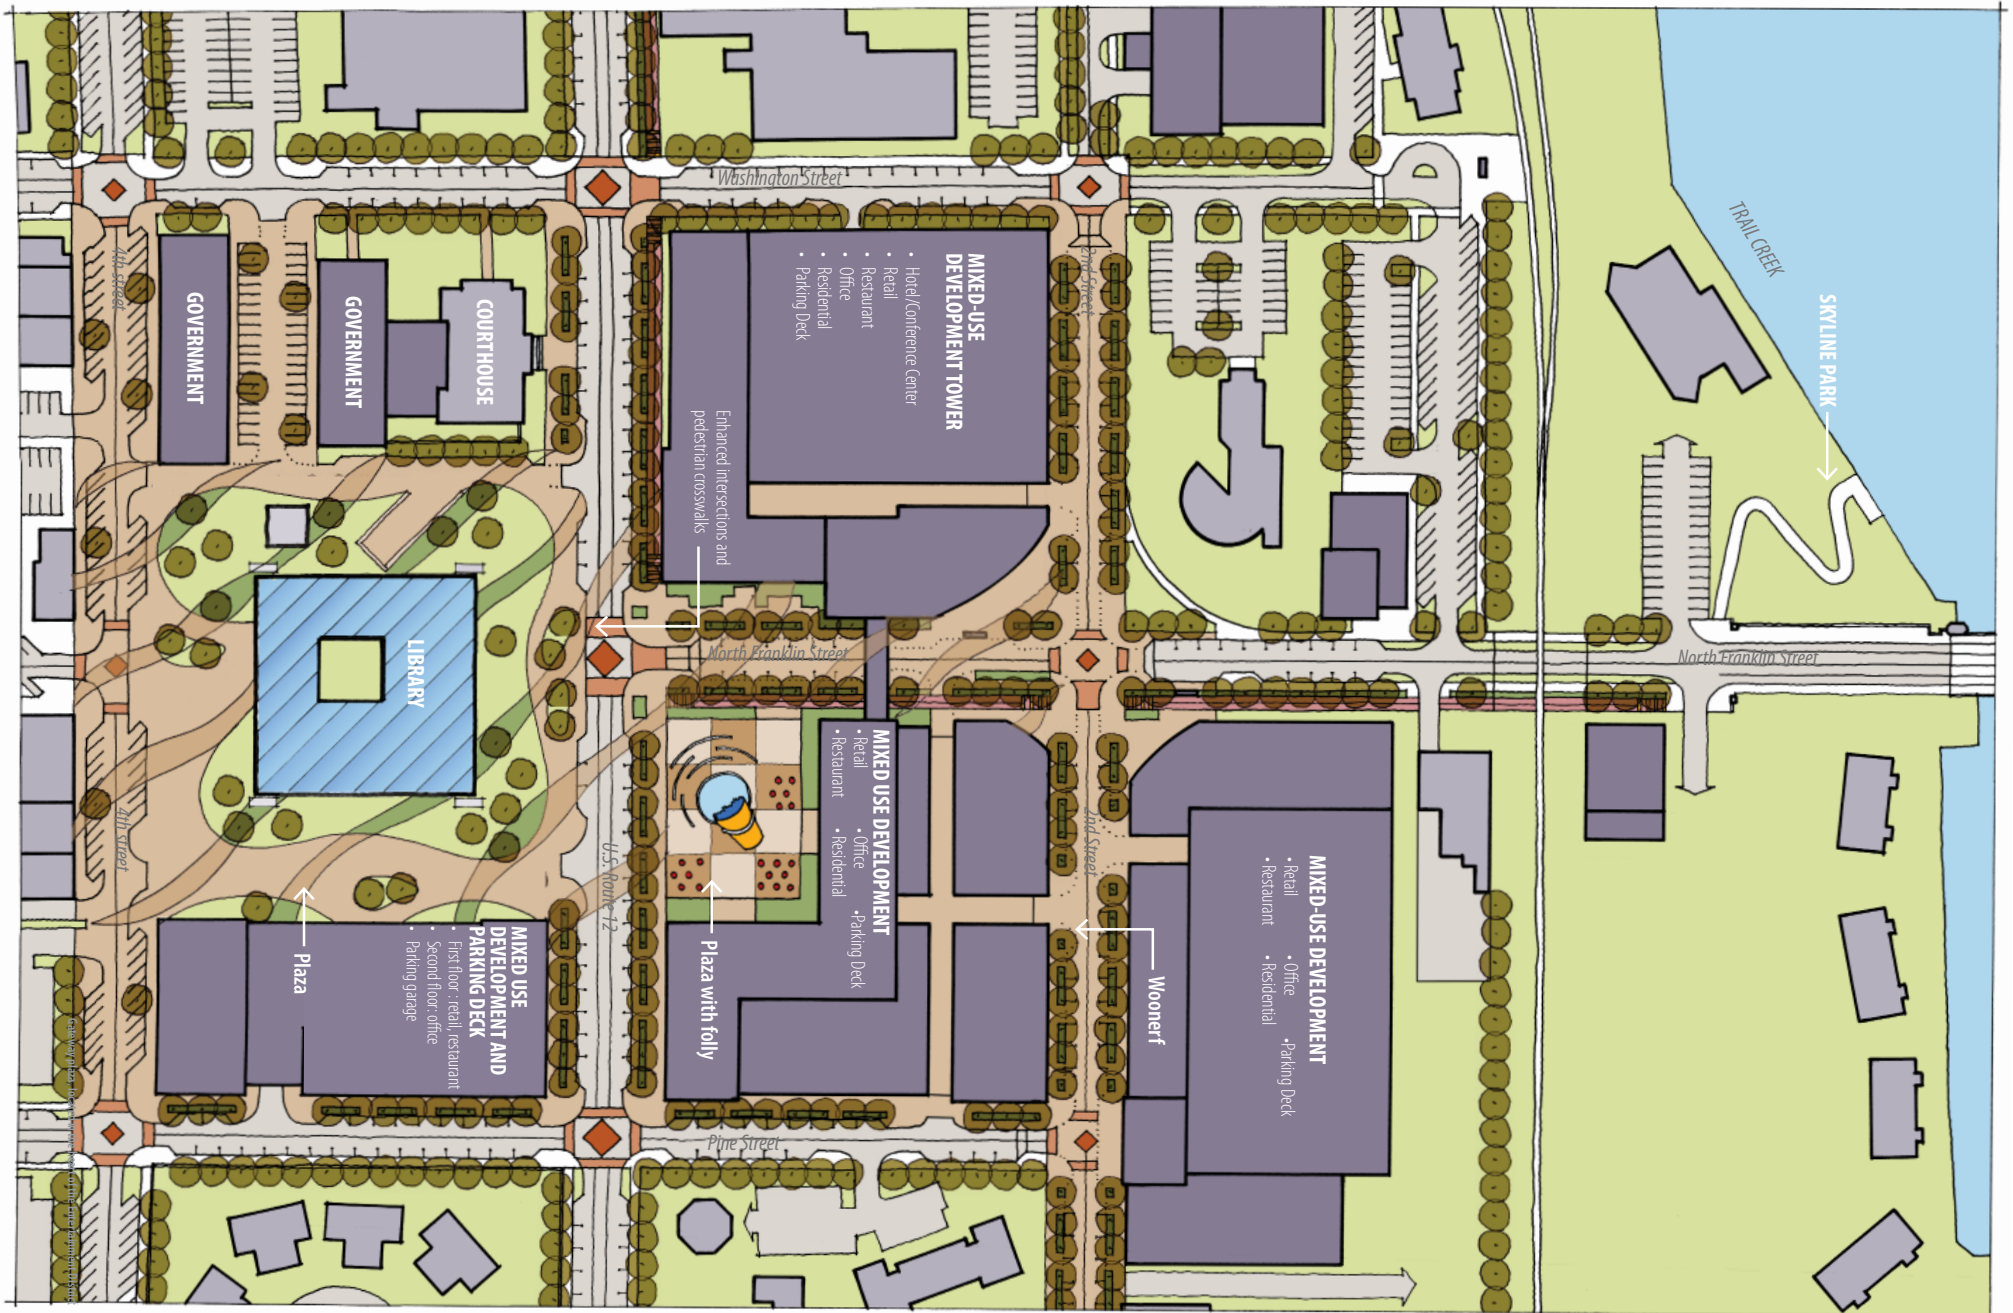 Washington Street
TRAIL CREEK
SKYLINE PARK
4th street
GOVERNMENT
GOVERNMENT
COURTHOUSE
MIXED-USE
DEVELOPMENT TOWER
• Hotel/Conference Center
• Retail
• Restaurant
• Office
• Residential
• Parking Deck
2nd Street
Enhanced intersections and
pedestrian crosswalks
LIBRARY
North Franklin Street
North Franklin Street
MIXED USE DEVELOPMENT
• Retail • Office •Parking Deck
• Restaurant • Residential
4th street
U.S. Route 12
2nd Street
MIXED-USE DEVELOPMENT
• Retail • Office •Parking Deck
• Restaurant • Residential
Plaza
MIXED USE
DEVELOPMENT AND
PARKING DECK
• First floor : retail, restaurant
• Second floor: office
• Parking garage
Plaza with folly
Woonerf
Pine Street